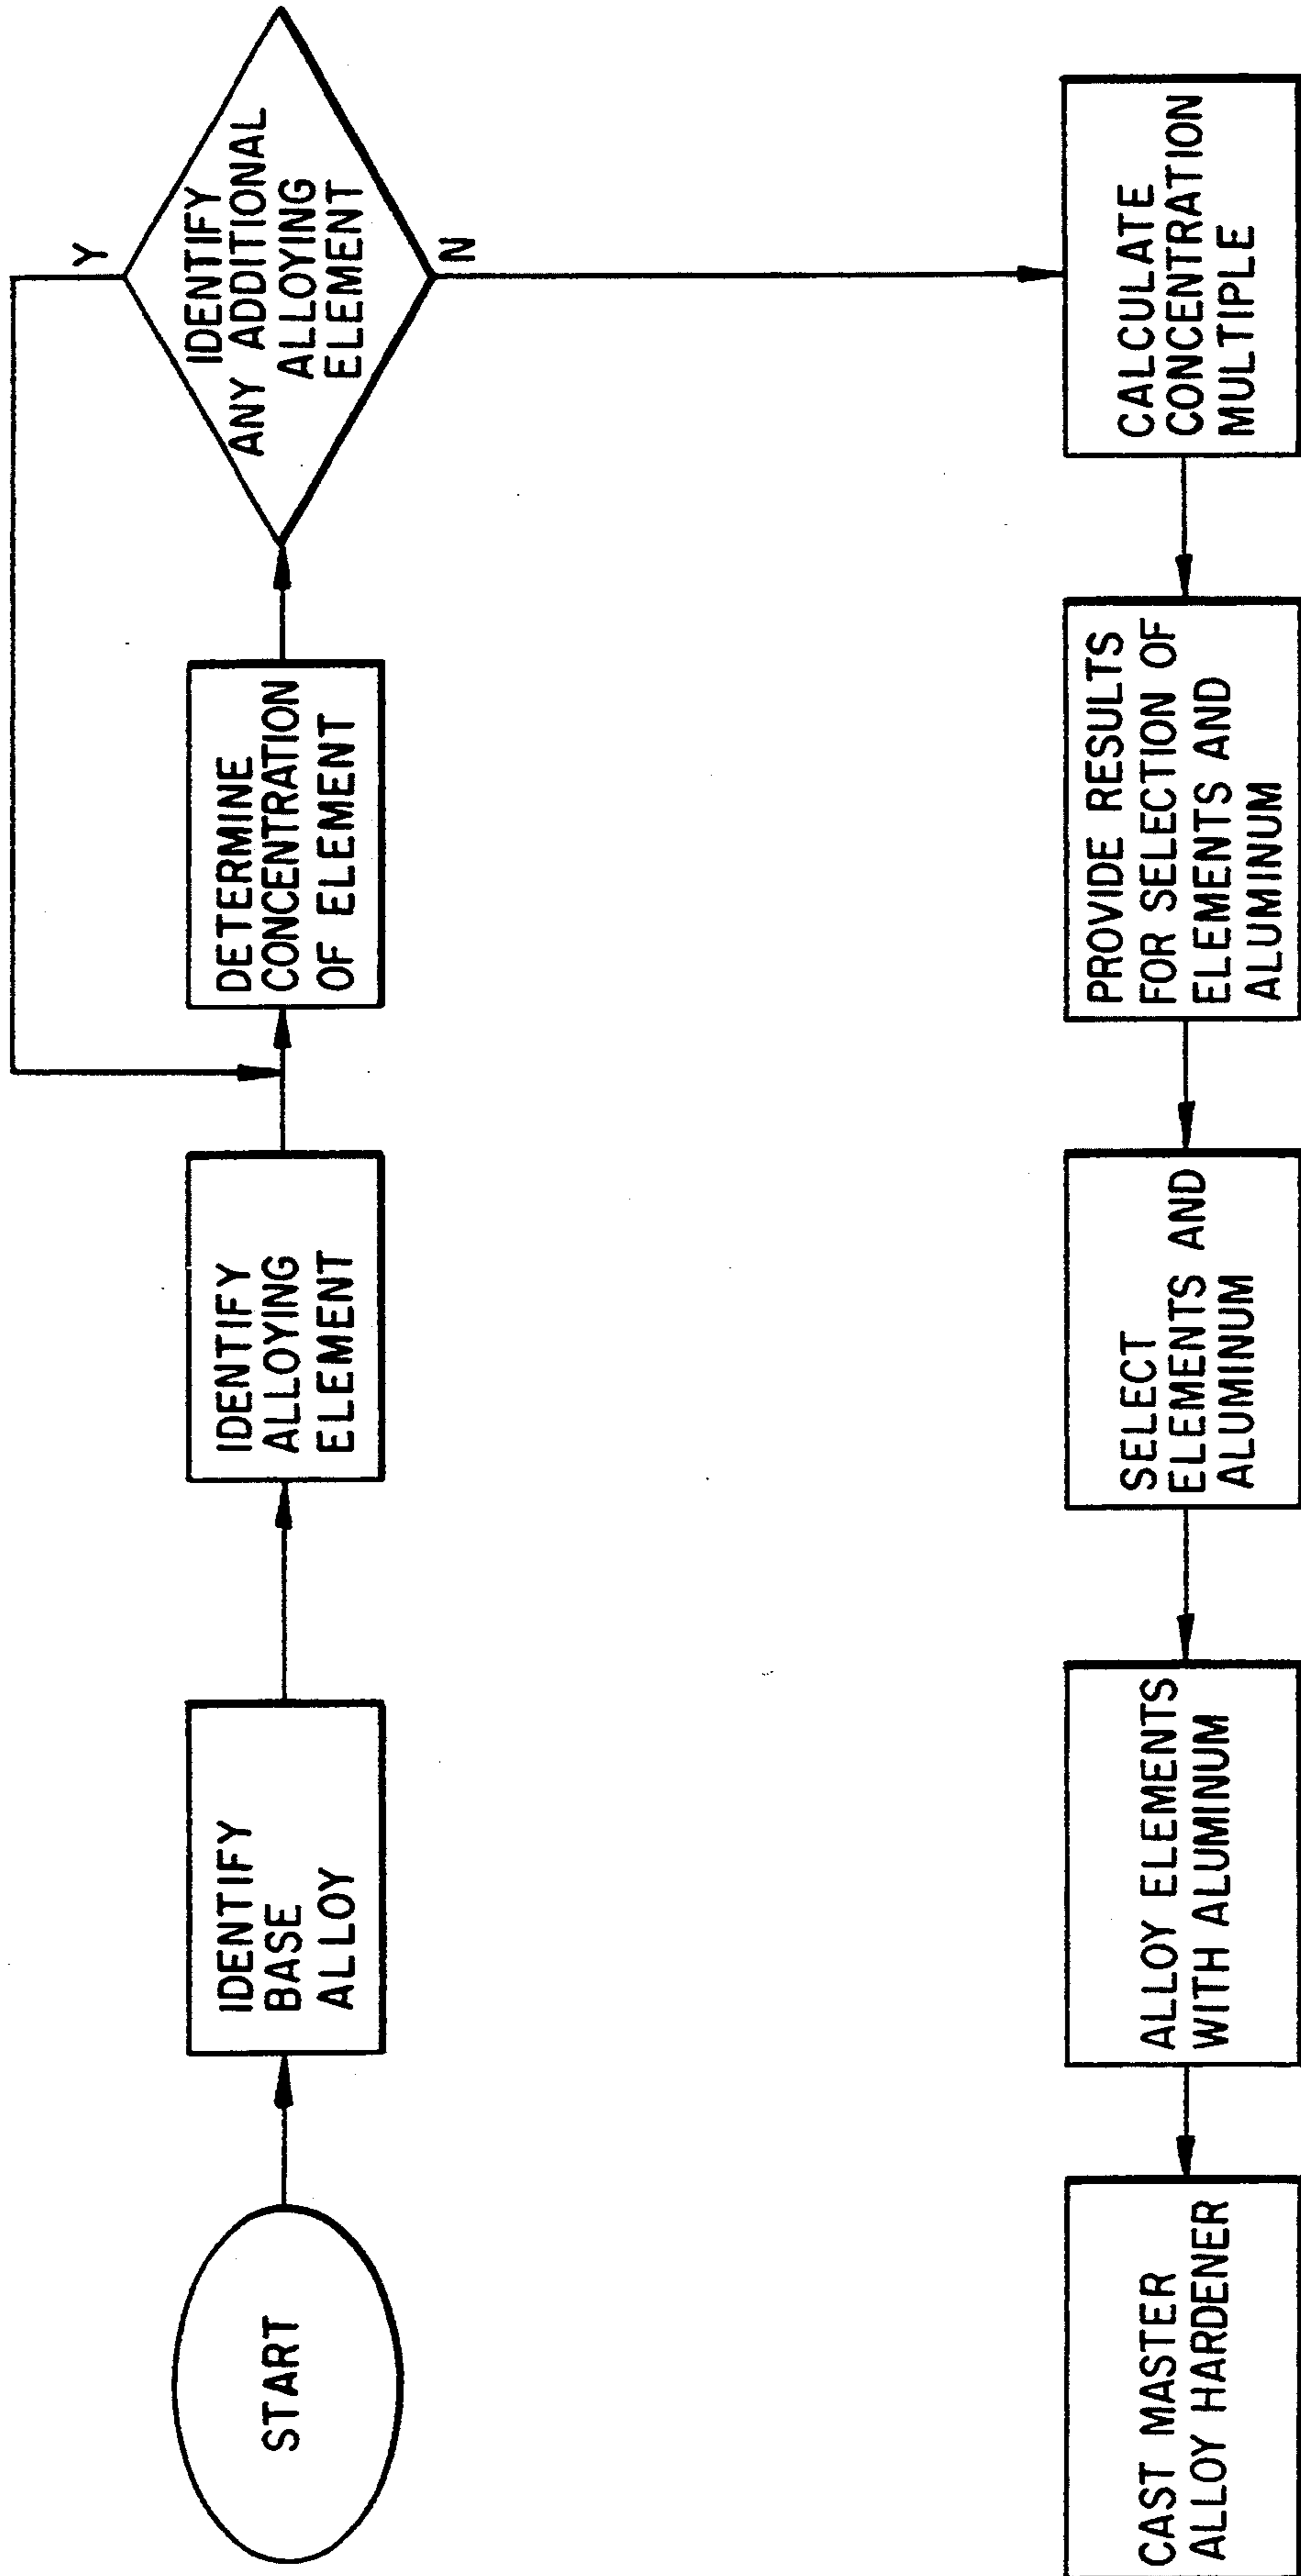 START
IDENTIFY
BASE
ALLOY
IDENTIFY
ALLOYING
ELEMENT
DETERMINE
CONCENTRATION
OF ELEMENT
IDENTIFY
ANY ADDITIONAL
ALLOYING
ELEMENT
Y
N
CALCULATE
CONCENTRATION
MULTIPLE
PROVIDE RESULTS
FOR SELECTION OF
ELEMENTS AND
ALUMINUM
SELECT
ELEMENTS AND
ALUMINUM
ALLOY ELEMENTS
WITH ALUMINUM
CAST MASTER
ALLOY HARDENER